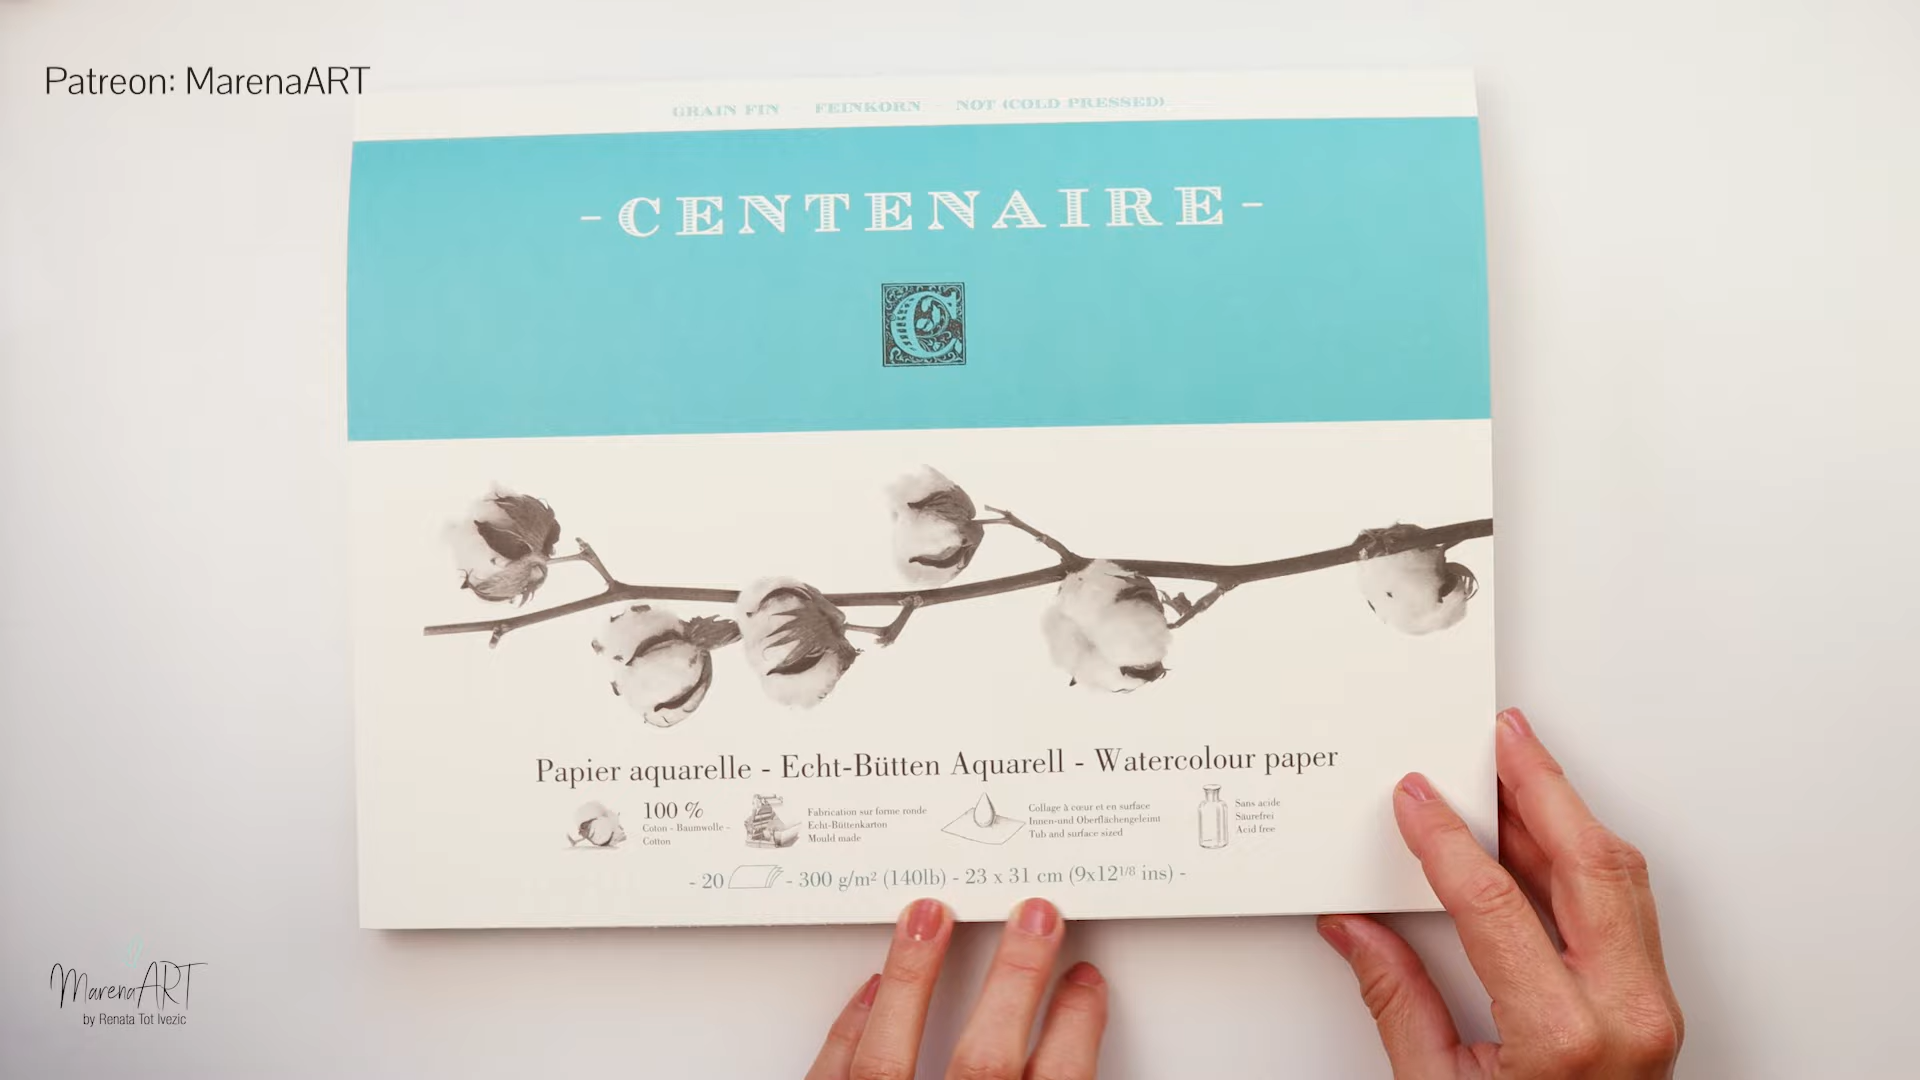 Patreon: MarenaART
GRAIN FIN FEINKORN NOT (COLD PRESSED)
- CENTENAIRE -
C
Papier aquarelle - Echt-Bütten Aquarell - Watercolour paper
100 %
Coton - Baumwolle -
Cotton
Fabrication sur forme ronde
Echt-Büttenkarton
Mould made
Collage à cœur et en surface
Innen-und Oberflächengeleimt
Tub and surface sized
Sans acide
Säurefrei
Acid free
- 20 - 300 g/m² (140lb) - 23 x 31 cm (9x12 1/8 ins) -
MarenaART
by Renata Tot Ivezic